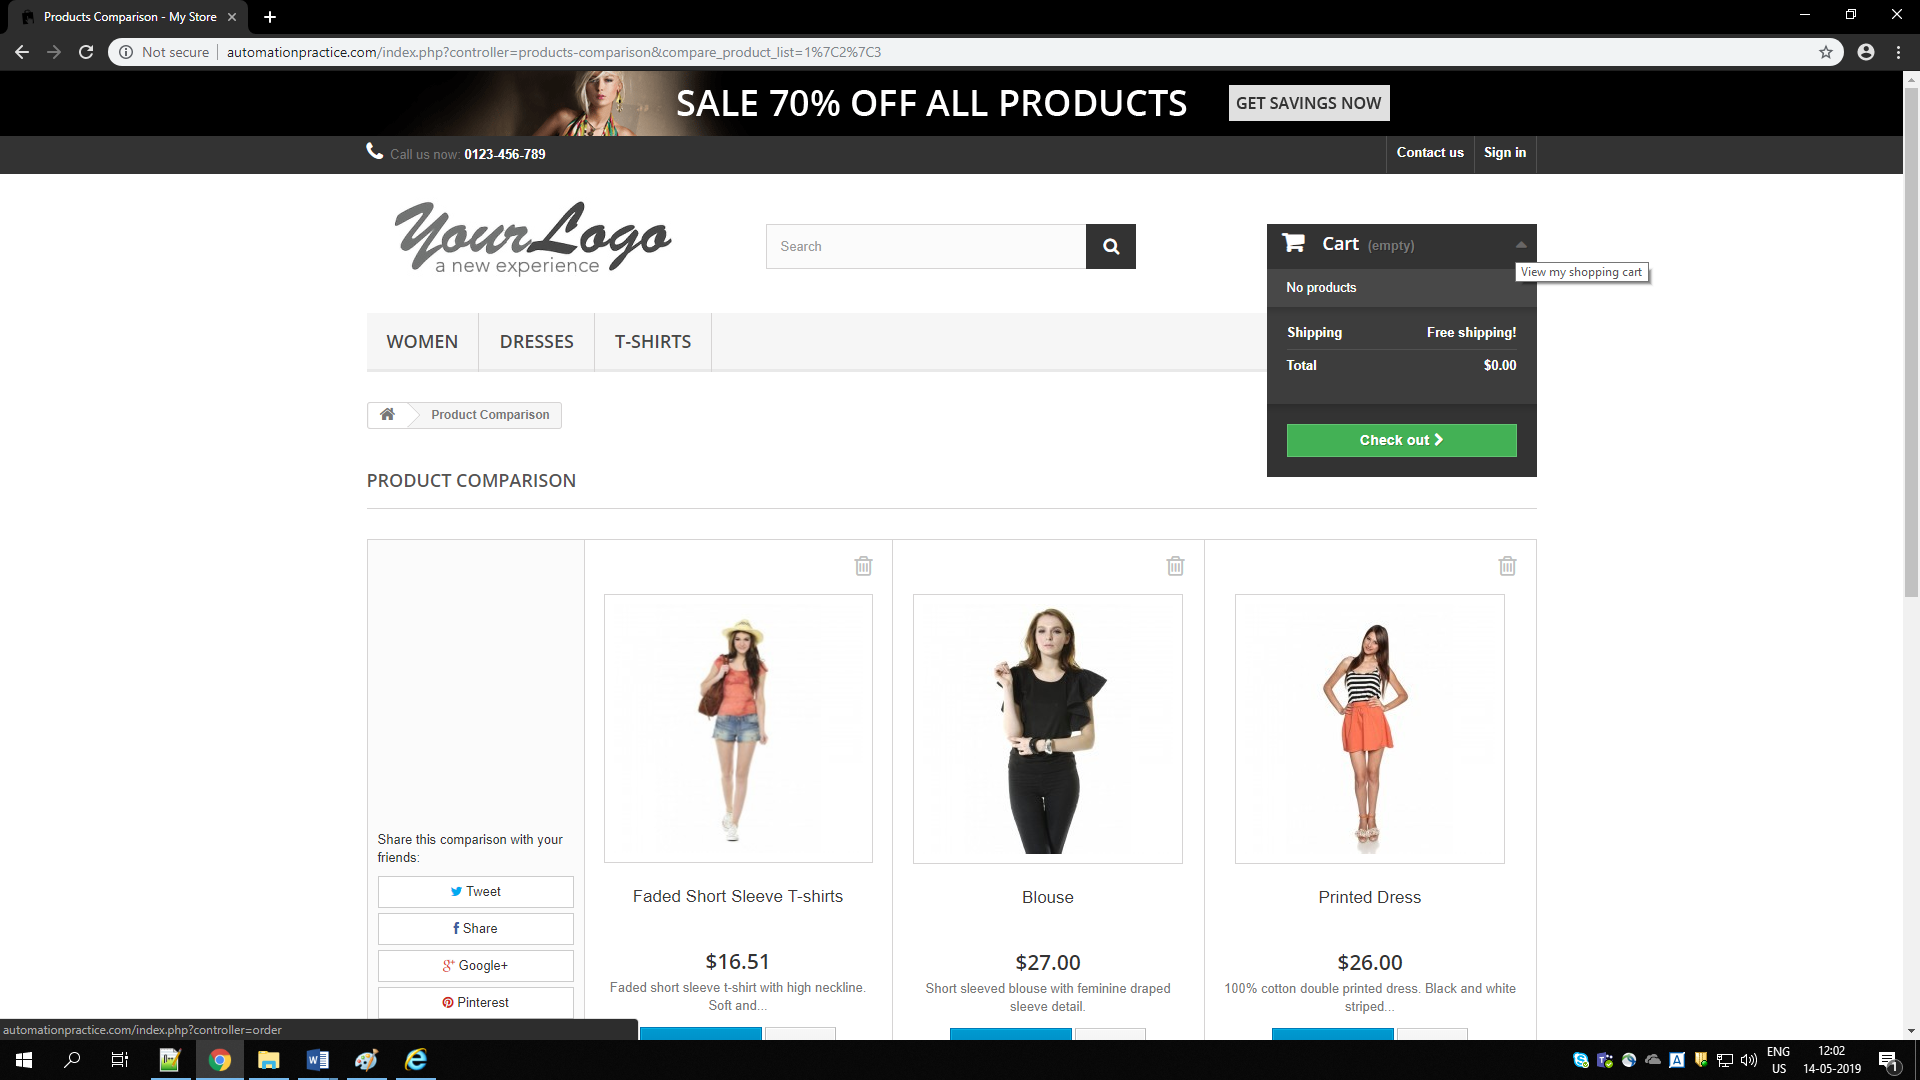 Products Comparison - My Store
Not secure
automationpractice.com/index.php?controller=products-comparison&compare_product_list=1%7C2%7C3
SALE 70% OFF ALL PRODUCTS
GET SAVINGS NOW
Call us now: 0123-456-789
Contact us
Sign in
YourLogo
a new experience
Search
Cart (empty)
View my shopping cart
No products
Shipping Free shipping!
Total $0.00
Check out
WOMEN
DRESSES
T-SHIRTS
Product Comparison
PRODUCT COMPARISON
Share this comparison with your
friends:
Tweet
Share
Google+
Pinterest
Faded Short Sleeve T-shirts
$16.51
Faded short sleeve t-shirt with high neckline.
Soft and...
Blouse
$27.00
Short sleeved blouse with feminine draped
sleeve detail.
Printed Dress
$26.00
100% cotton double printed dress. Black and white
striped...
automationpractice.com/index.php?controller=order
ENG
US
12:02
14-05-2019
1